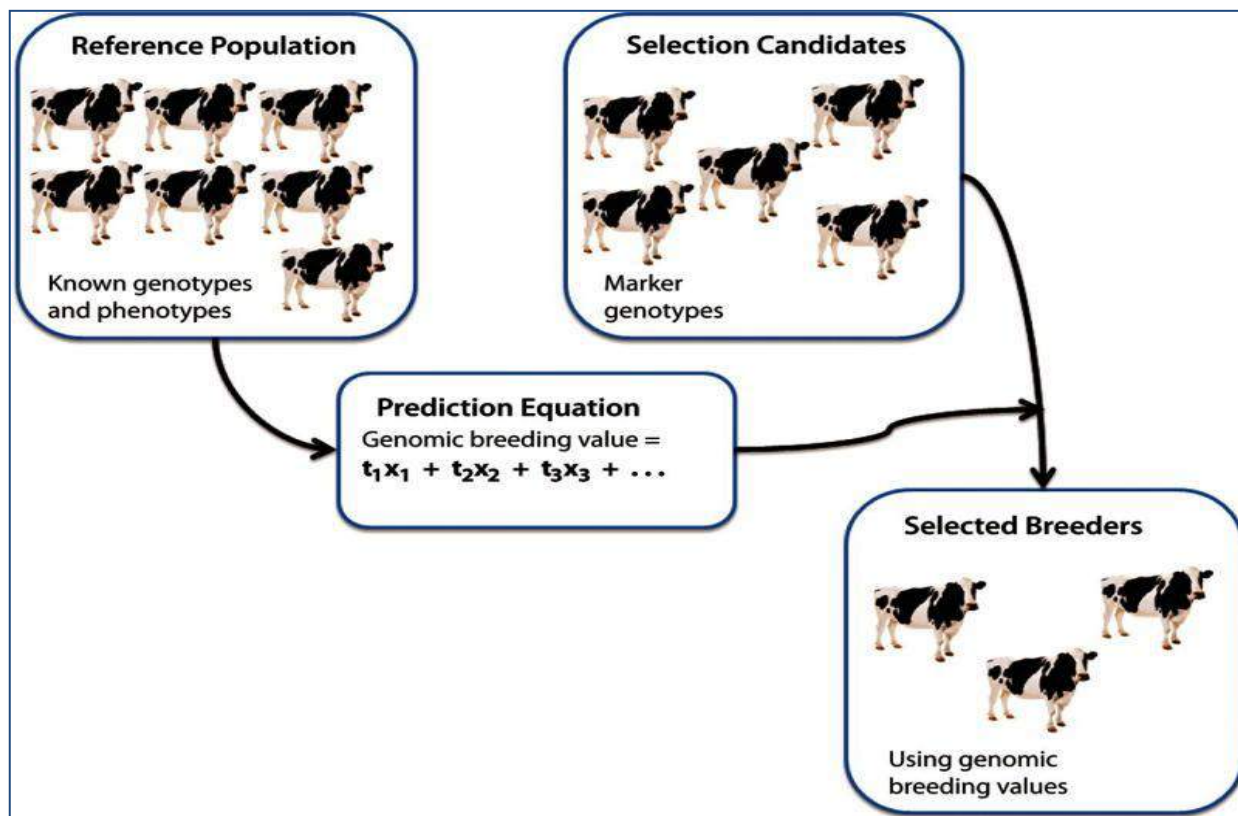 Reference Population
Known genotypes
and phenotypes
Selection Candidates
Marker
genotypes
Prediction Equation
Genomic breeding value =
t₁x₁ + t₂x₂ + t₃x₃ + ...
Selected Breeders
Using genomic
breeding values